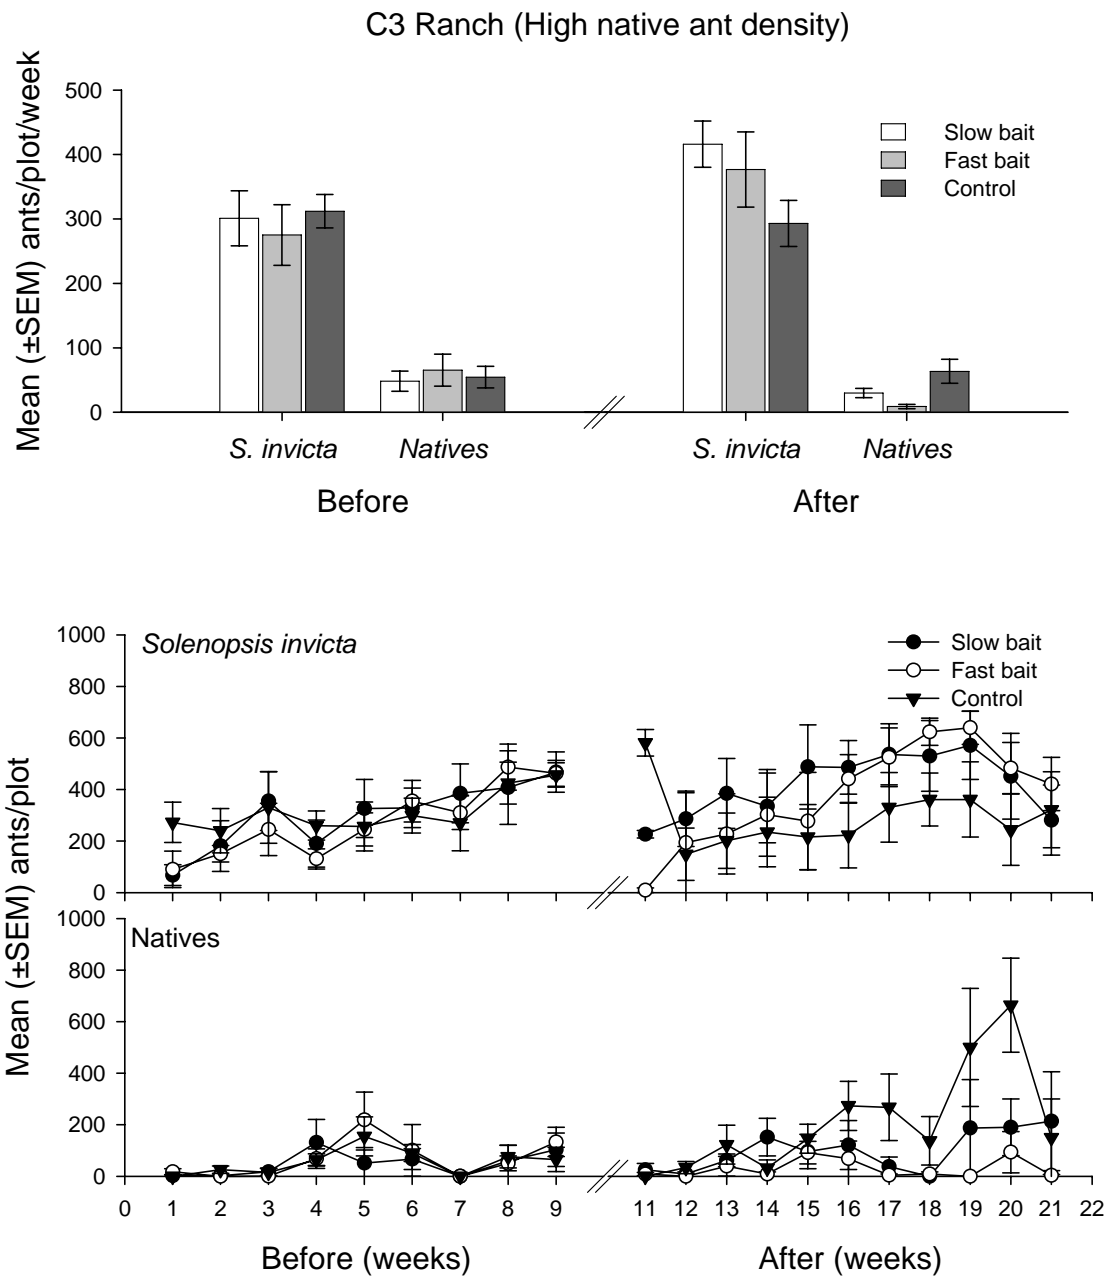 C3 Ranch (High native ant density)
Mean (±SEM) ants/plot/week
500
400
300
200
100
0
Slow bait
Fast bait
Control
S. invicta
Natives
S. invicta
Natives
Before
After
Mean (±SEM) ants/plot
1000
800
600
400
200
0
Solenopsis invicta
Slow bait
Fast bait
Control
1000
800
600
400
200
0
Natives
0 1 2 3 4 5 6 7 8 9 11 12 13 14 15 16 17 18 19 20 21 22
Before (weeks)
After (weeks)